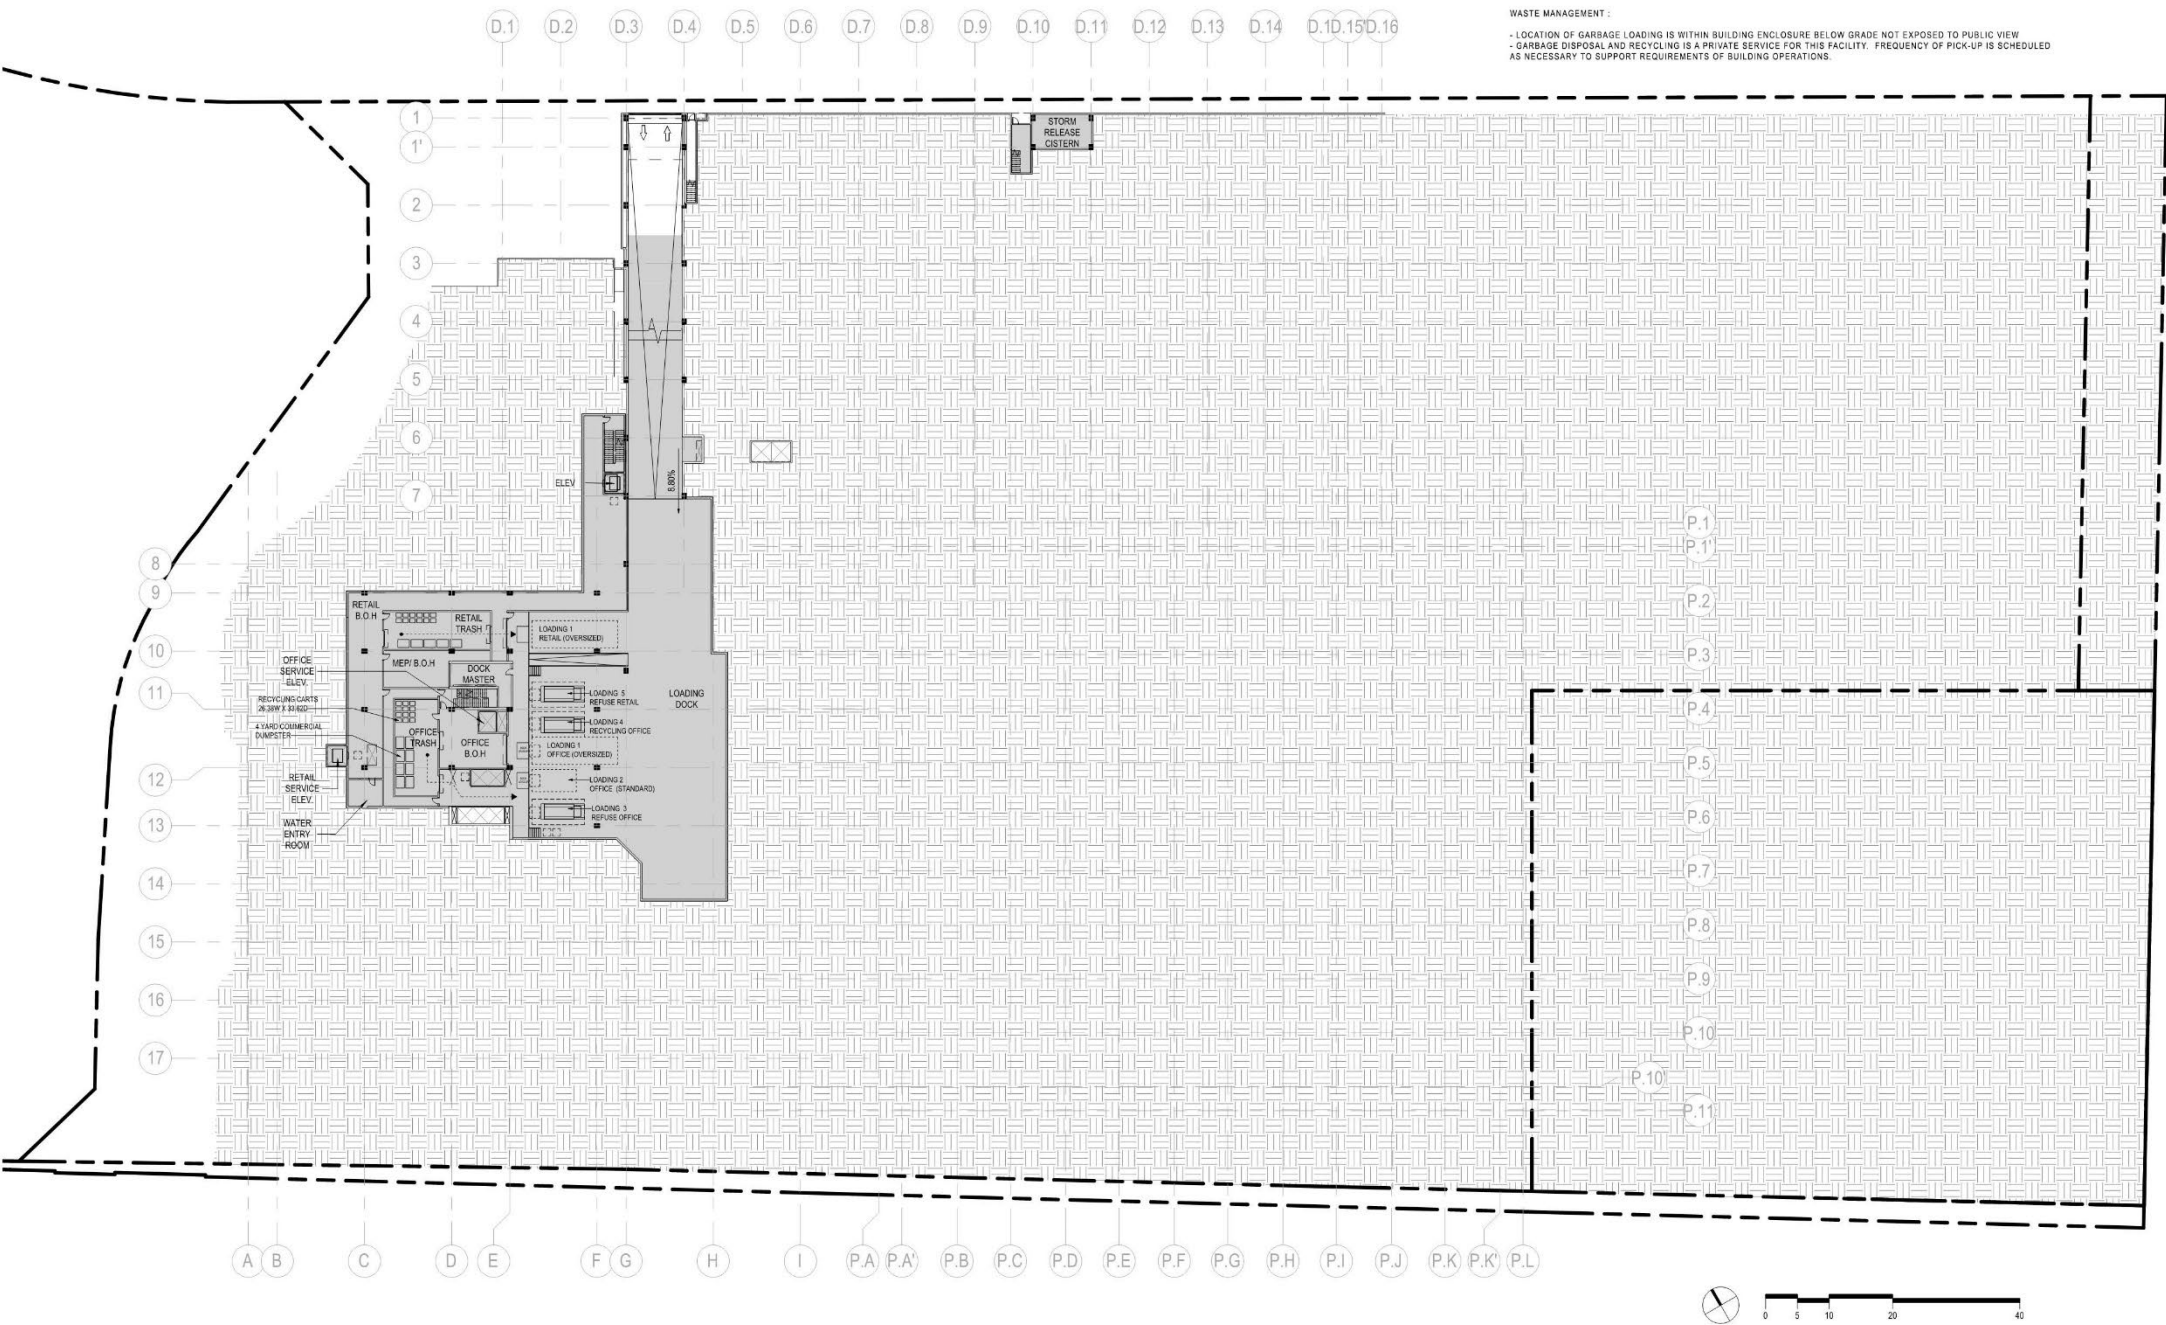 WASTE MANAGEMENT :
- LOCATION OF GARBAGE LOADING IS WITHIN BUILDING ENCLOSURE BELOW GRADE NOT EXPOSED TO PUBLIC VIEW
- GARBAGE DISPOSAL AND RECYCLING IS A PRIVATE SERVICE FOR THIS FACILITY. FREQUENCY OF PICK-UP IS SCHEDULED
AS NECESSARY TO SUPPORT REQUIREMENTS OF BUILDING OPERATIONS.
D.1 D.2 D.3 D.4 D.5 D.6 D.7 D.8 D.9 D.10 D.11 D.12 D.13 D.14 D.1 D.15' D.16
1
1'
2
3
4
5
6
7
8
9
10
11
12
13
14
15
16
17
STORM
RELEASE
CISTERN
ELEV
8.80%
RETAIL
B.O.H
RETAIL
TRASH
LOADING 1
RETAIL (OVERSIZED)
OFFICE
SERVICE
ELEV.
MEP/ B.O.H
DOCK
MASTER
RECYCLING CARTS
26.38W X 33.62D
4 YARD COMMERCIAL
DUMPSTER
OFFICE
TRASH
OFFICE
B.O.H
LOADING 5
REFUSE RETAIL
LOADING 4
RECYCLING OFFICE
LOADING 1
OFFICE (OVERSIZED)
LOADING 2
OFFICE (STANDARD)
LOADING 3
REFUSE OFFICE
LOADING
DOCK
RETAIL
SERVICE
ELEV.
WATER
ENTRY
ROOM
P.1
P.1'
P.2
P.3
P.4
P.5
P.6
P.7
P.8
P.9
P.10
P.10'
P.11
A B C D E F G H I P.A P.A' P.B P.C P.D P.E P.F P.G P.H P.I P.J P.K P.K' P.L
0 5 10 20 40